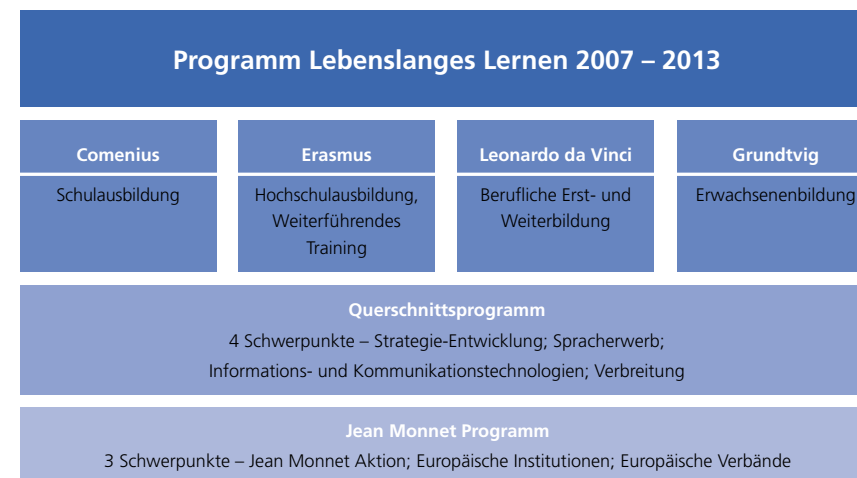 Programm Lebenslanges Lernen 2007 – 2013
Comenius
Schulausbildung
Erasmus
Hochschulausbildung,
Weiterführendes
Training
Leonardo da Vinci
Berufliche Erst- und
Weiterbildung
Grundtvig
Erwachsenenbildung
Querschnittsprogramm
4 Schwerpunkte – Strategie-Entwicklung; Spracherwerb;
Informations- und Kommunikationstechnologien; Verbreitung
Jean Monnet Programm
3 Schwerpunkte – Jean Monnet Aktion; Europäische Institutionen; Europäische Verbände